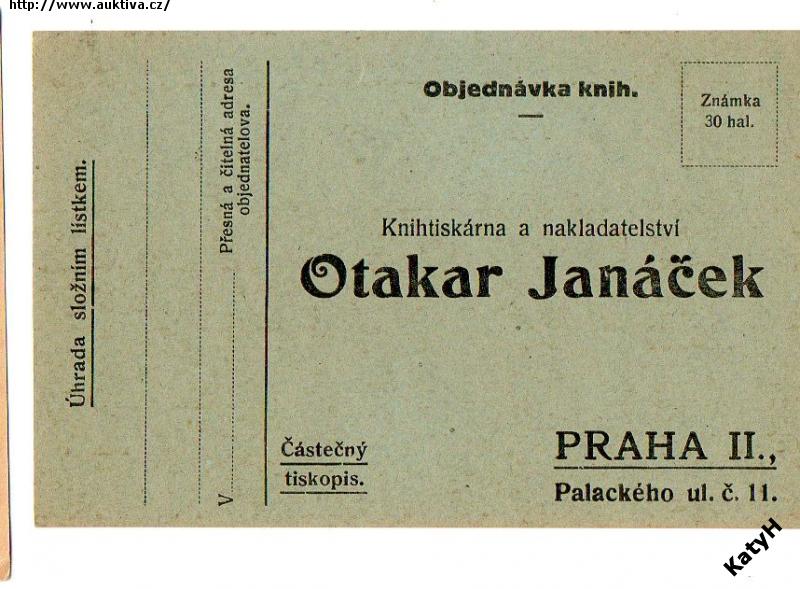 http://www.auktiva.cz/
Úhrada složním lístkem.
V
Přesná a čitelná adresa
objednatelova.
Objednávka knih.
Známka
30 hal.
Knihtiskárna a nakladatelství
Otakar Janáček
Částečný
tiskopis.
PRAHA II.,
Palackého ul. č. 11.
KatyH